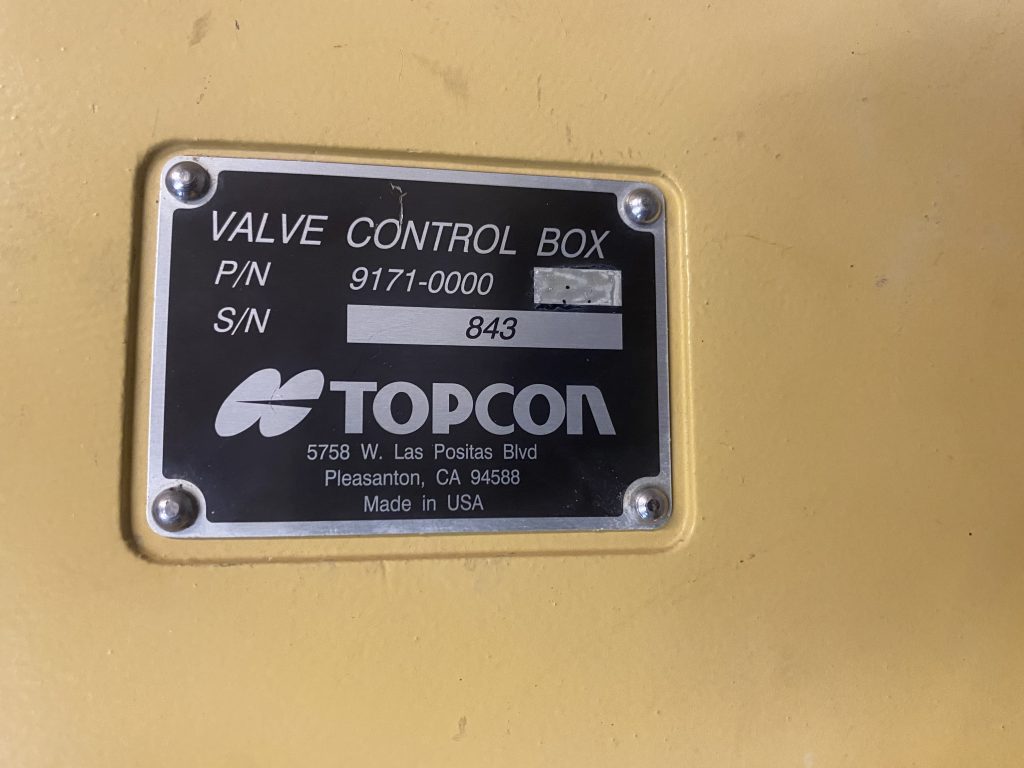 VALVE CONTROL BOX
P/N 9171-0000
S/N 843
TOPCON
5758 W. Las Positas Blvd
Pleasanton, CA 94588
Made in USA